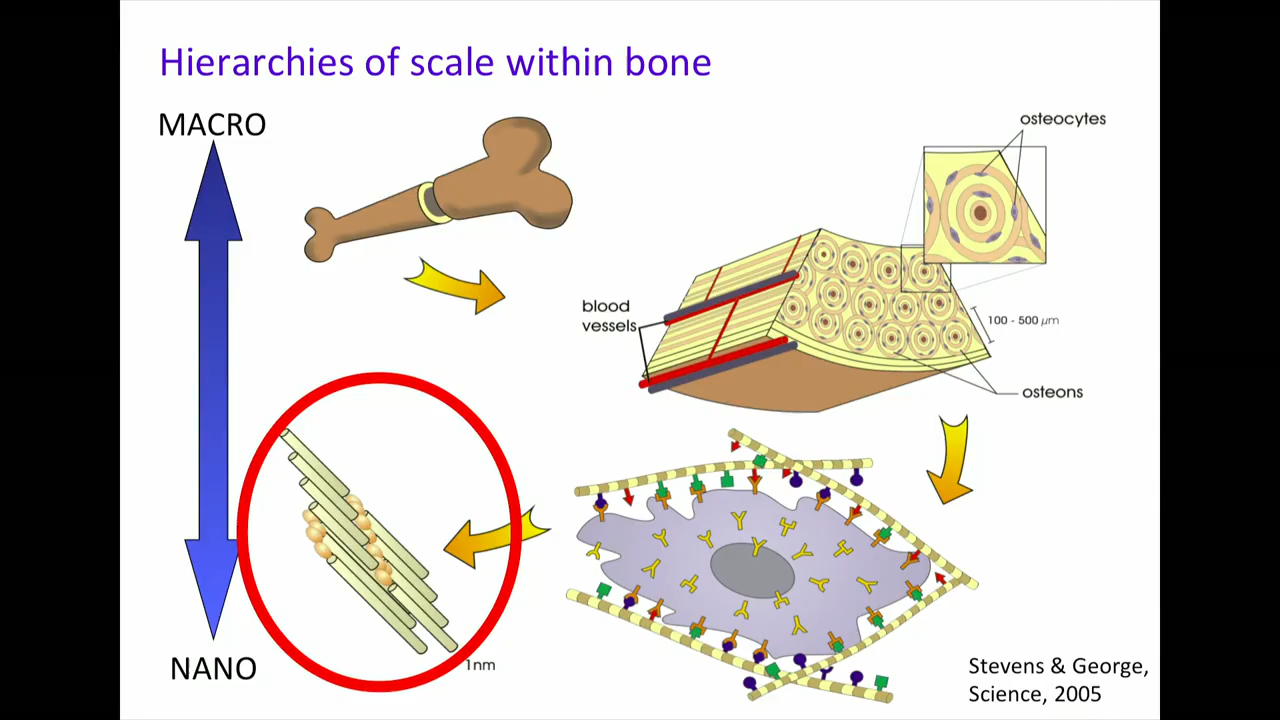 Hierarchies of scale within bone
MACRO
osteocytes
blood
vessels
100 - 500 μm
osteons
1nm
NANO
Stevens & George,
Science, 2005